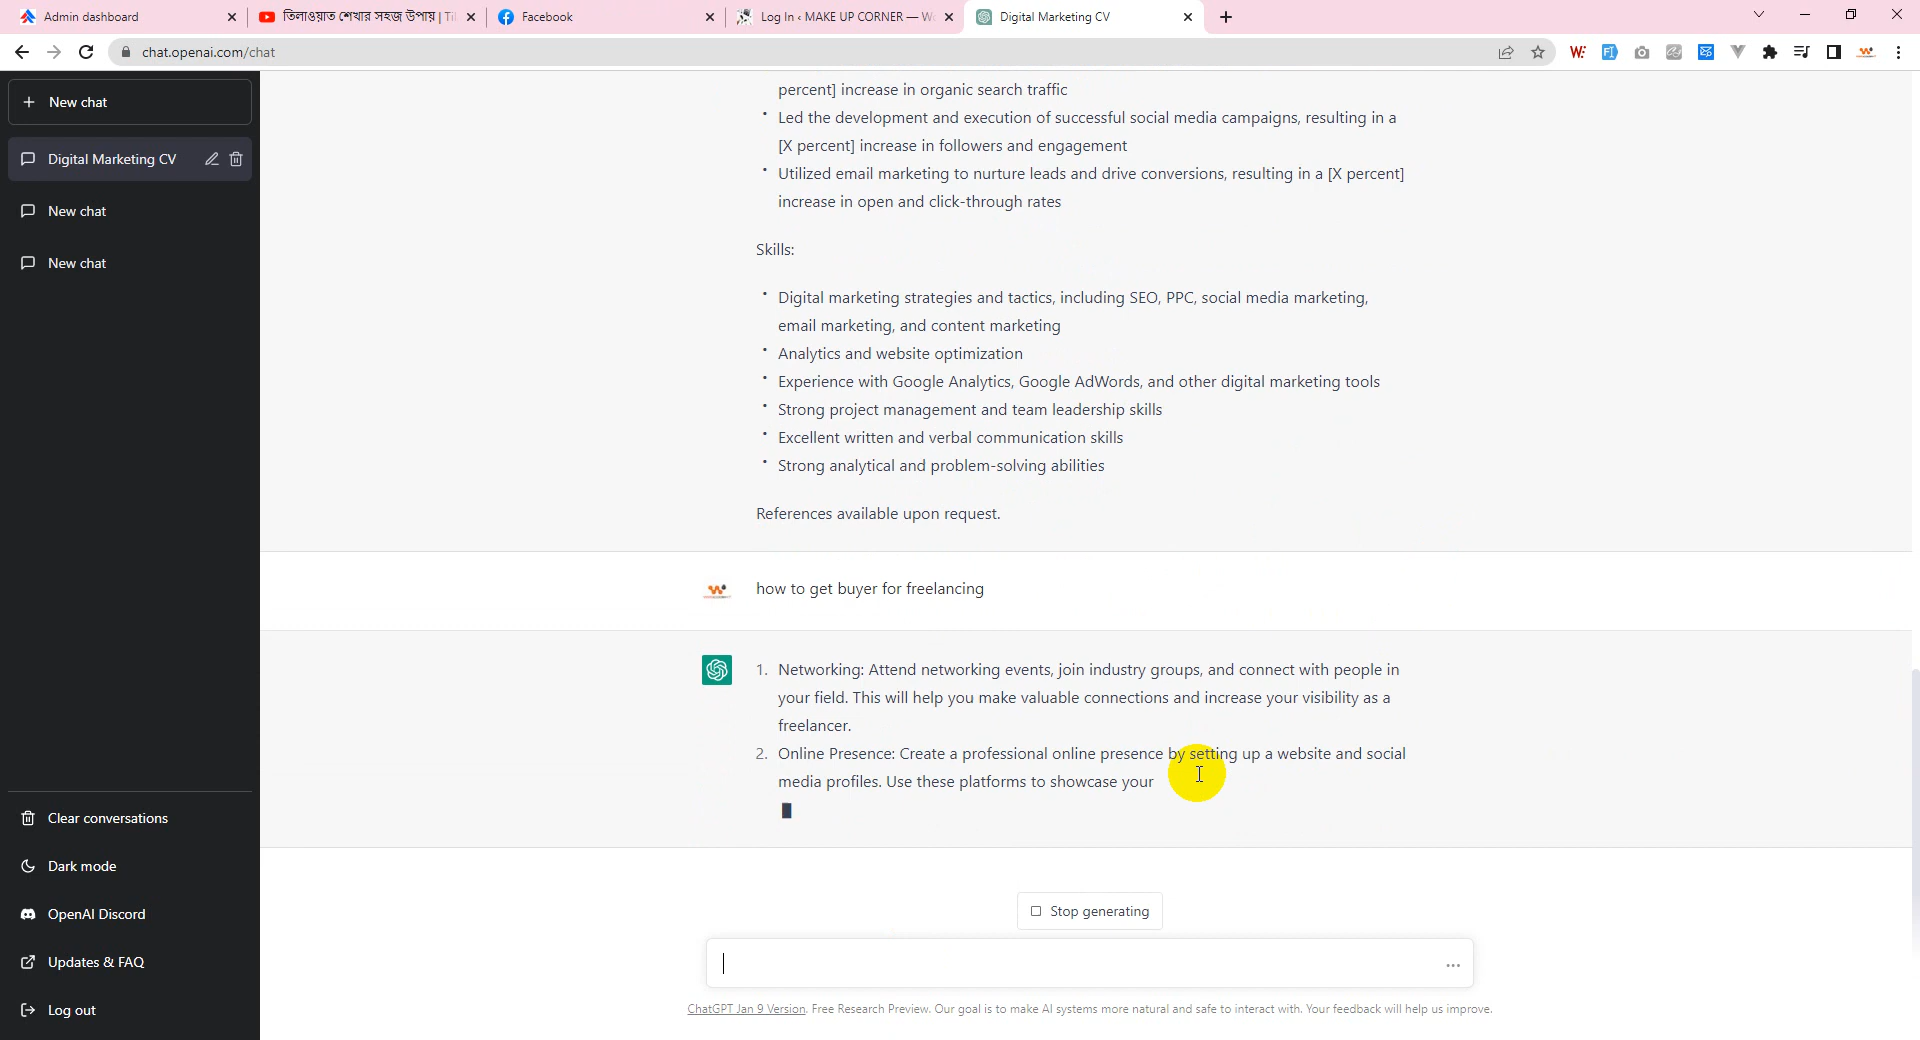 Admin dashboard
তিলাওয়াত শেখার সহজ উপায় | Til
Facebook
Log In ‹ MAKE UP CORNER — Wo
Digital Marketing CV
chat.openai.com/chat
New chat
Digital Marketing CV
New chat
New chat
Clear conversations
Dark mode
OpenAI Discord
Updates & FAQ
Log out
percent] increase in organic search traffic
• Led the development and execution of successful social media campaigns, resulting in a
[X percent] increase in followers and engagement
• Utilized email marketing to nurture leads and drive conversions, resulting in a [X percent]
increase in open and click-through rates
Skills:
• Digital marketing strategies and tactics, including SEO, PPC, social media marketing,
email marketing, and content marketing
• Analytics and website optimization
• Experience with Google Analytics, Google AdWords, and other digital marketing tools
• Strong project management and team leadership skills
• Excellent written and verbal communication skills
• Strong analytical and problem-solving abilities
References available upon request.
how to get buyer for freelancing
1. Networking: Attend networking events, join industry groups, and connect with people in
your field. This will help you make valuable connections and increase your visibility as a
freelancer.
2. Online Presence: Create a professional online presence by setting up a website and social
media profiles. Use these platforms to showcase your
Stop generating
ChatGPT Jan 9 Version. Free Research Preview. Our goal is to make AI systems more natural and safe to interact with. Your feedback will help us improve.